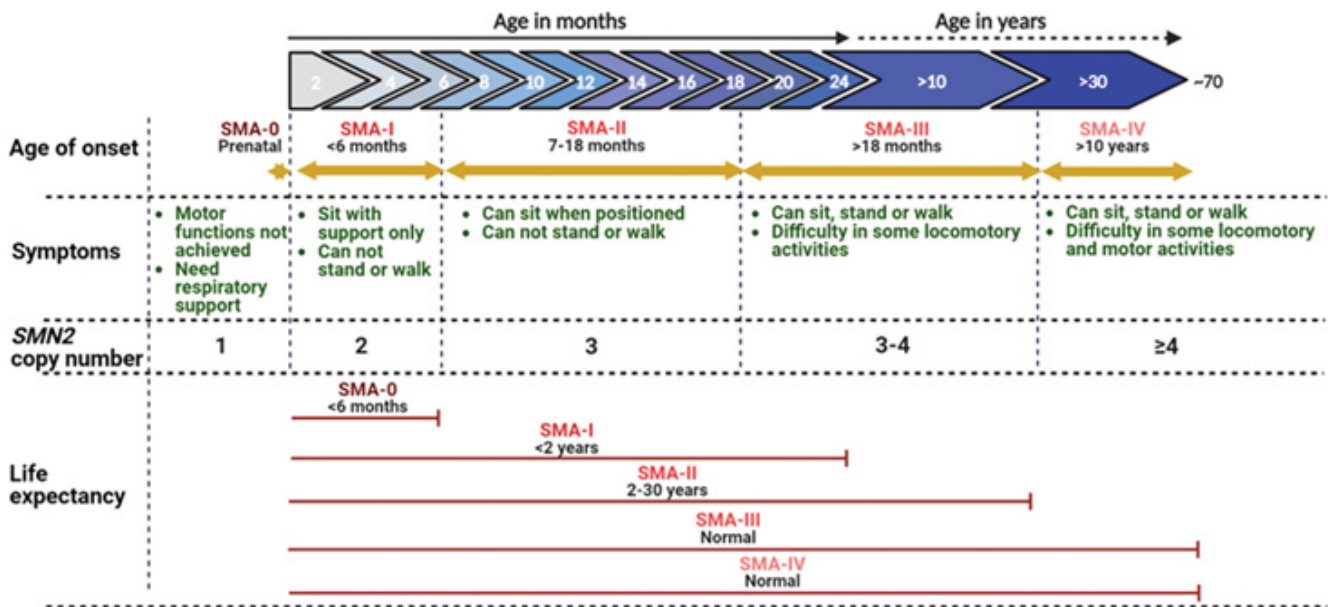 Age in months
Age in years
2 4 6 8 10 12 14 16 18 20 24 >10 >30 ~70
Age of onset
SMA-0
Prenatal
SMA-I
<6 months
SMA-II
7-18 months
SMA-III
>18 months
SMA-IV
>10 years
Symptoms
• Motor
functions not
achieved
• Need
respiratory
support
• Sit with
support only
• Can not
stand or walk
• Can sit when positioned
• Can not stand or walk
• Can sit, stand or walk
• Difficulty in some locomotory
activities
• Can sit, stand or walk
• Difficulty in some locomotory
and motor activities
SMN2
copy number
1 2 3 3-4 ≥4
Life
expectancy
SMA-0
<6 months
SMA-I
<2 years
SMA-II
2-30 years
SMA-III
Normal
SMA-IV
Normal